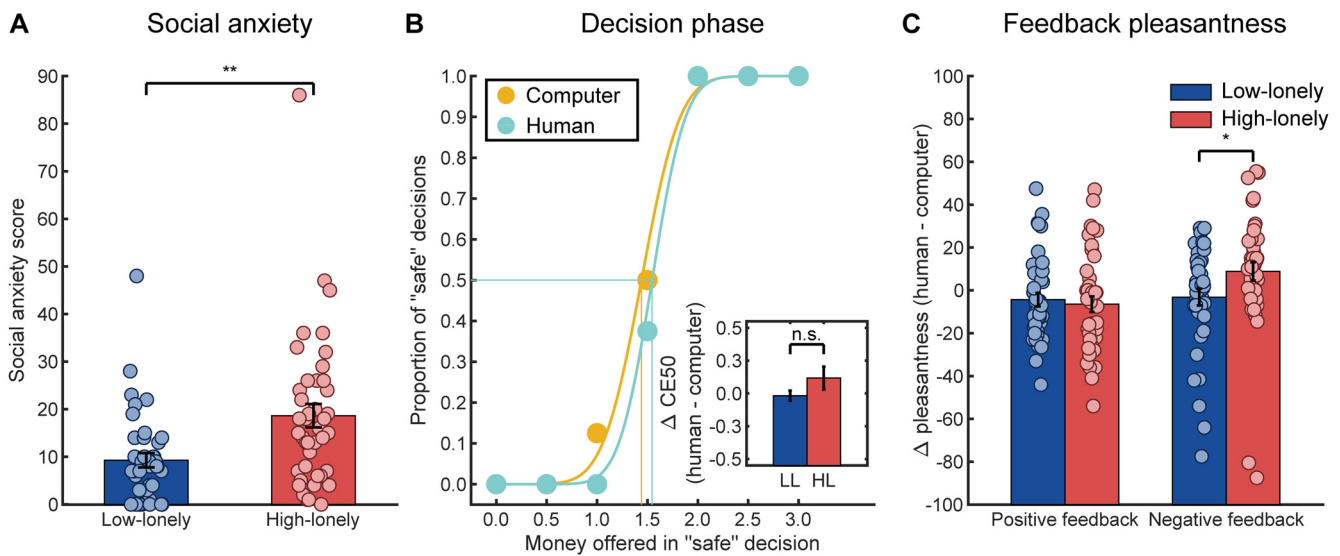 A Social anxiety
Social anxiety score
90
80
70
60
50
40
30
20
10
0
**
Low-lonely High-lonely
B Decision phase
Proportion of "safe" decisions
1.0
0.9
0.8
0.7
0.6
0.5
0.4
0.3
0.2
0.1
0.0
Computer
Human
0.0 0.5 1.0 1.5 2.0 2.5 3.0
Money offered in "safe" decision
Δ CE50
(human - computer)
0.5
0.3
0.0
-0.3
-0.5
n.s.
LL HL
C Feedback pleasantness
Δ pleasantness (human - computer)
100
80
60
40
20
0
-20
-40
-60
-80
-100
Low-lonely
High-lonely
*
Positive feedback Negative feedback